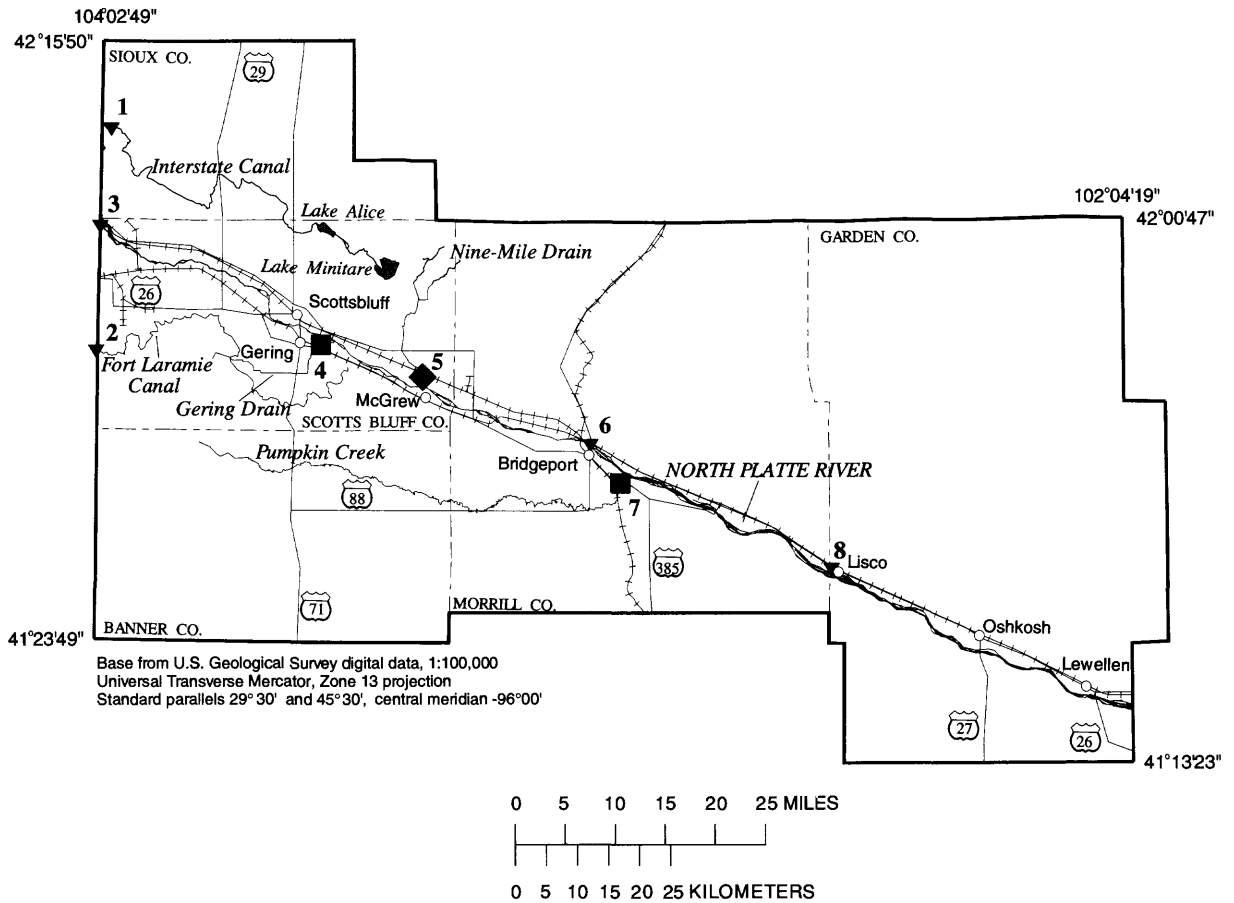 104°02'49"
42°15'50"
SIOUX CO.
29
1
Interstate Canal
102°04'19"
3
Lake Alice
42°00'47"
GARDEN CO.
Nine-Mile Drain
Lake Minitare
26
Scottsbluff
2
Gering
Fort Laramie
Canal
4
5
McGrew
Gering Drain
SCOTTS BLUFF CO.
6
Pumpkin Creek
Bridgeport
NORTH PLATTE RIVER
88
7
8
Lisco
385
71
MORRILL CO.
BANNER CO.
41°23'49"
Oshkosh
Lewellen
Base from U.S. Geological Survey digital data, 1:100,000
Universal Transverse Mercator, Zone 13 projection
Standard parallels 29°30' and 45°30', central meridian -96°00'
27
26
41°13'23"
0 5 10 15 20 25 MILES
0 5 10 15 20 25 KILOMETERS